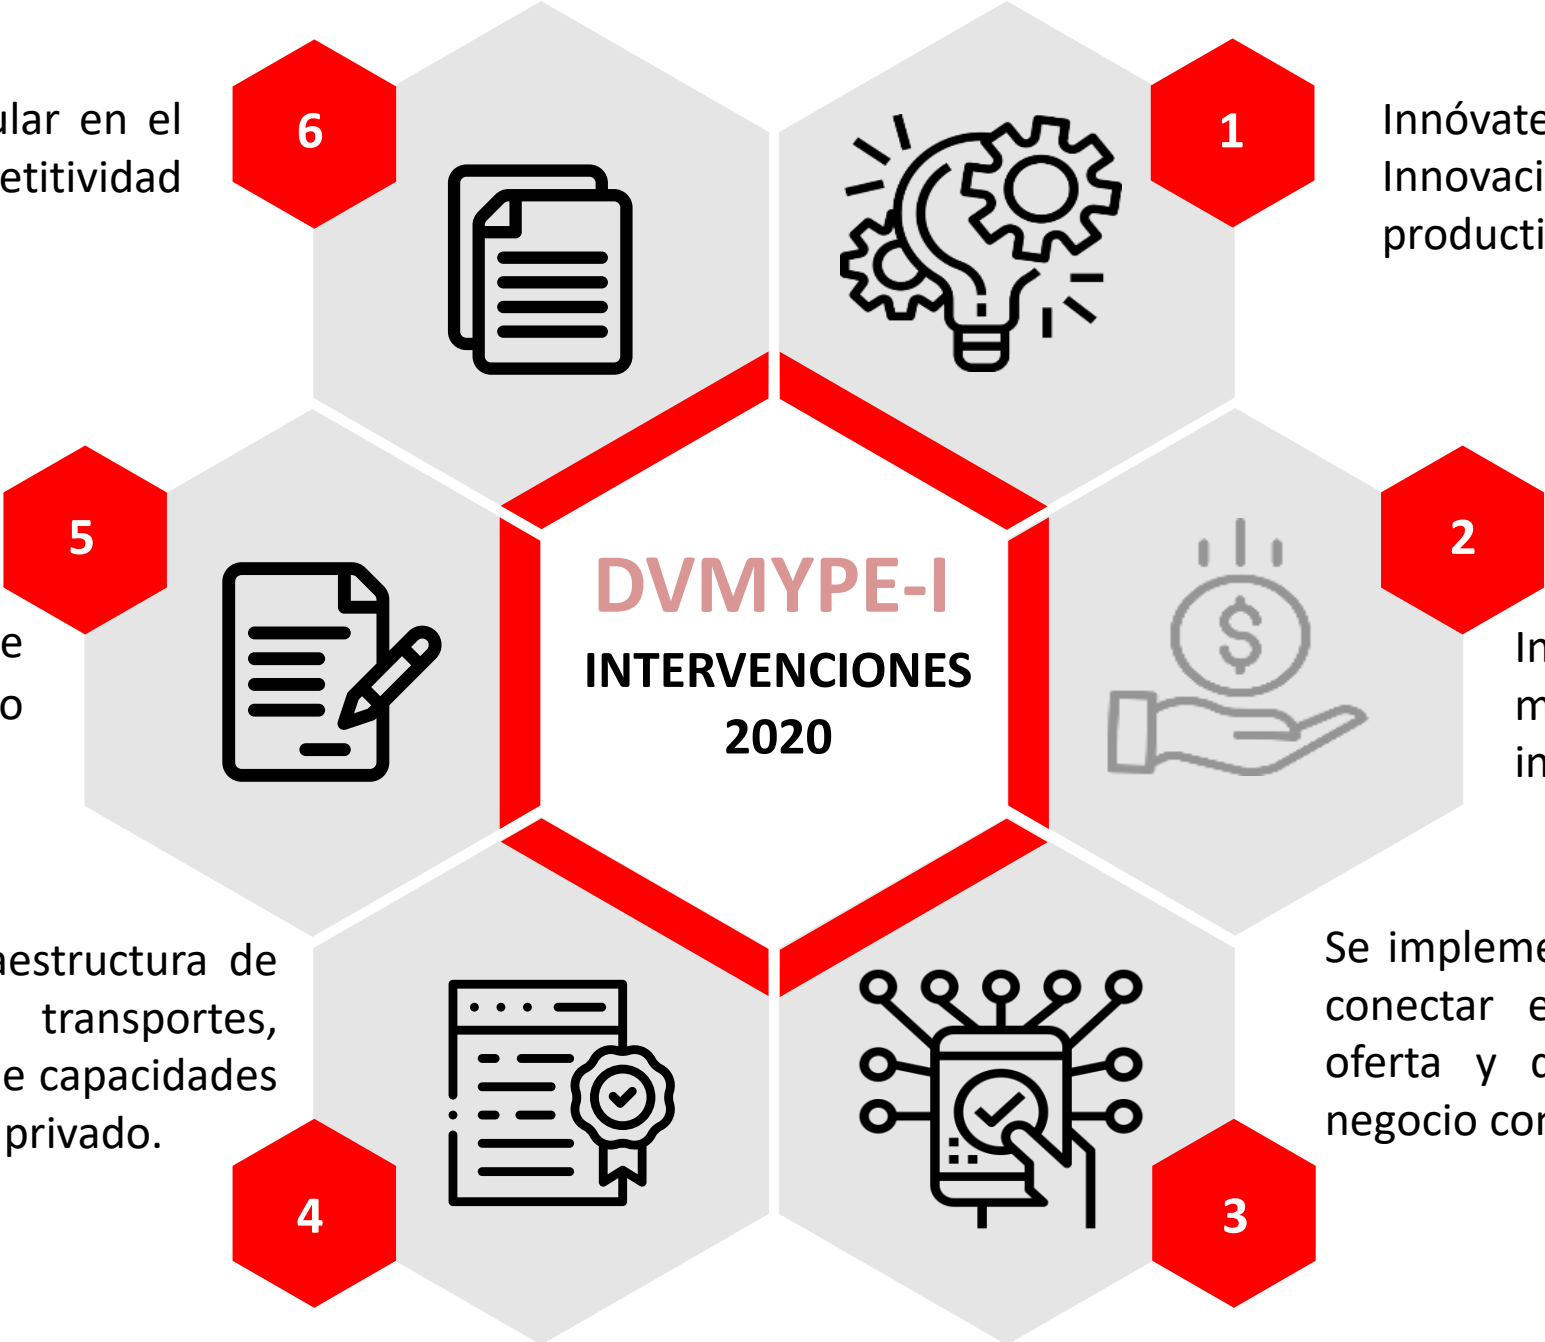 6
ular en el
etitividad
1
Innóvate
Innovaci
producti
5
e
o
DVMYPE-I
INTERVENCIONES
2020
2
In
m
in
aestructura de
transportes,
e capacidades
privado.
4
Se impleme
conectar e
oferta y
negocio con
3